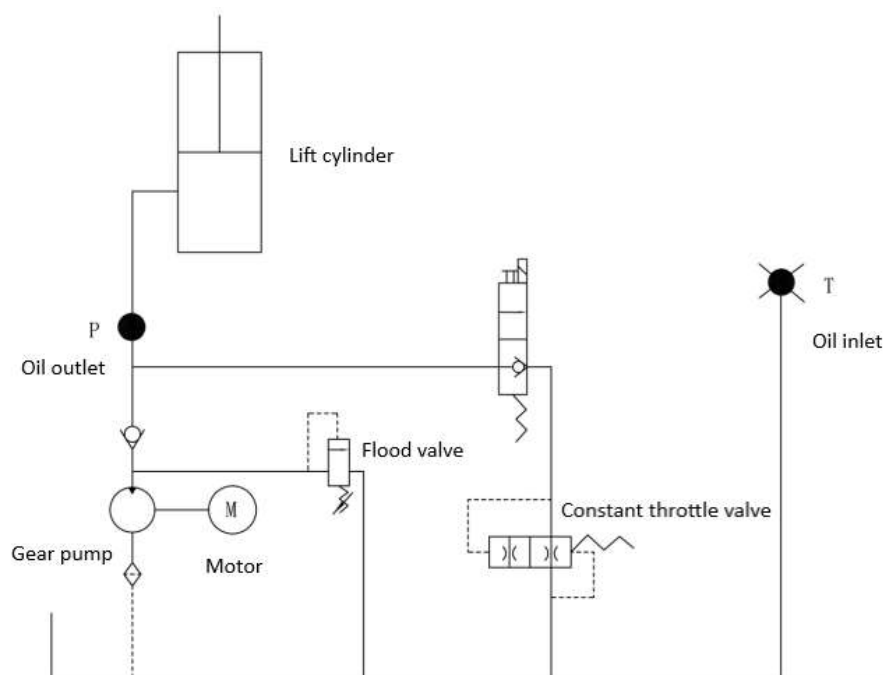 Lift cylinder
P
Oil outlet
T
Oil inlet
Flood valve
Constant throttle valve
M
Gear pump
Motor